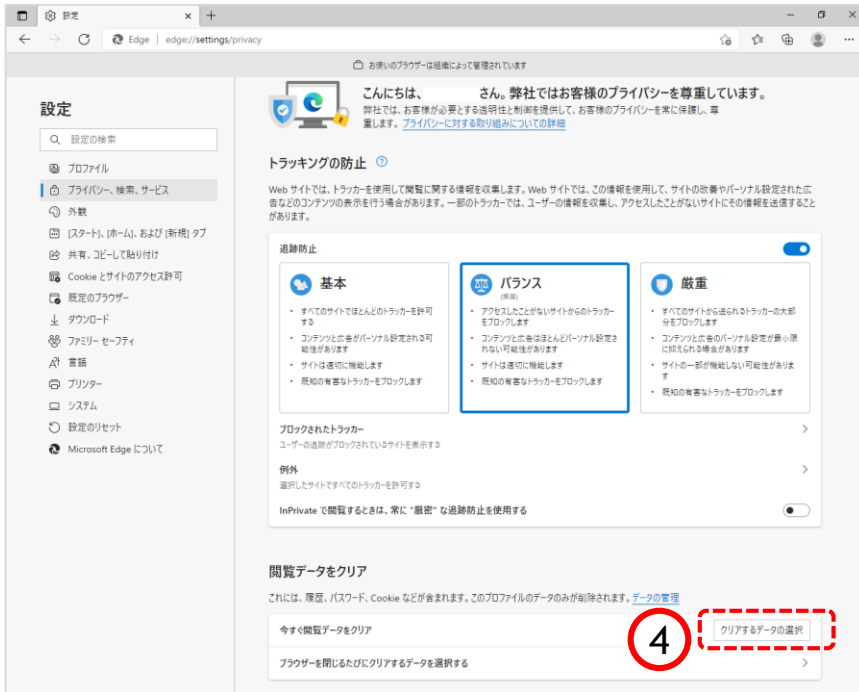 設定
Edge | edge://settings/privacy
お使いのブラウザーは組織によって管理されています
設定
設定の検索
プロファイル
プライバシー、検索、サービス
外観
[スタート]、[ホーム]、および [新規] タブ
共有、コピーして貼り付け
Cookie とサイトのアクセス許可
既定のブラウザー
ダウンロード
ファミリー セーフティ
言語
プリンター
システム
設定のリセット
Microsoft Edge について
こんにちは、 さん。弊社ではお客様のプライバシーを尊重しています。
弊社では、お客様が必要とする透明性と制御を提供して、お客様のプライバシーを常に保護し、尊
重します。プライバシーに対する取り組みについての詳細
トラッキングの防止
Web サイトでは、トラッカーを使用して閲覧に関する情報を収集します。Web サイトでは、この情報を使用して、サイトの改善やパーソナル設定された広
告などのコンテンツの表示を行う場合があります。一部のトラッカーでは、ユーザーの情報を収集し、アクセスしたことがないサイトにその情報を送信すること
があります。
追跡防止
基本
・ すべてのサイトでほとんどのトラッカーを許可
する
・ コンテンツと広告がパーソナル設定される可
能性があります
・ サイトは適切に機能します
・ 既知の有害なトラッカーをブロックします
バランス
(推奨)
・ アクセスしたことがないサイトからのトラッカー
をブロックします
・ コンテンツと広告はほとんどパーソナル設定さ
れない可能性があります
・ サイトは適切に機能します
・ 既知の有害なトラッカーをブロックします
厳重
・ すべてのサイトから送られるトラッカーの大部
分をブロックします
・ コンテンツと広告のパーソナル設定が最小限
に抑えられる場合があります
・ サイトの一部が機能しない可能性がありま
す
・ 既知の有害なトラッカーをブロックします
ブロックされたトラッカー
ユーザーの追跡がブロックされているサイトを表示する
例外
選択したサイトですべてのトラッカーを許可する
InPrivate で閲覧するときは、常に "厳密" な追跡防止を使用する
閲覧データをクリア
これには、履歴、パスワード、Cookie などが含まれます。このプロファイルのデータのみが削除されます。データの管理
今すぐ閲覧データをクリア
4
クリアするデータの選択
ブラウザーを閉じるたびにクリアするデータを選択する